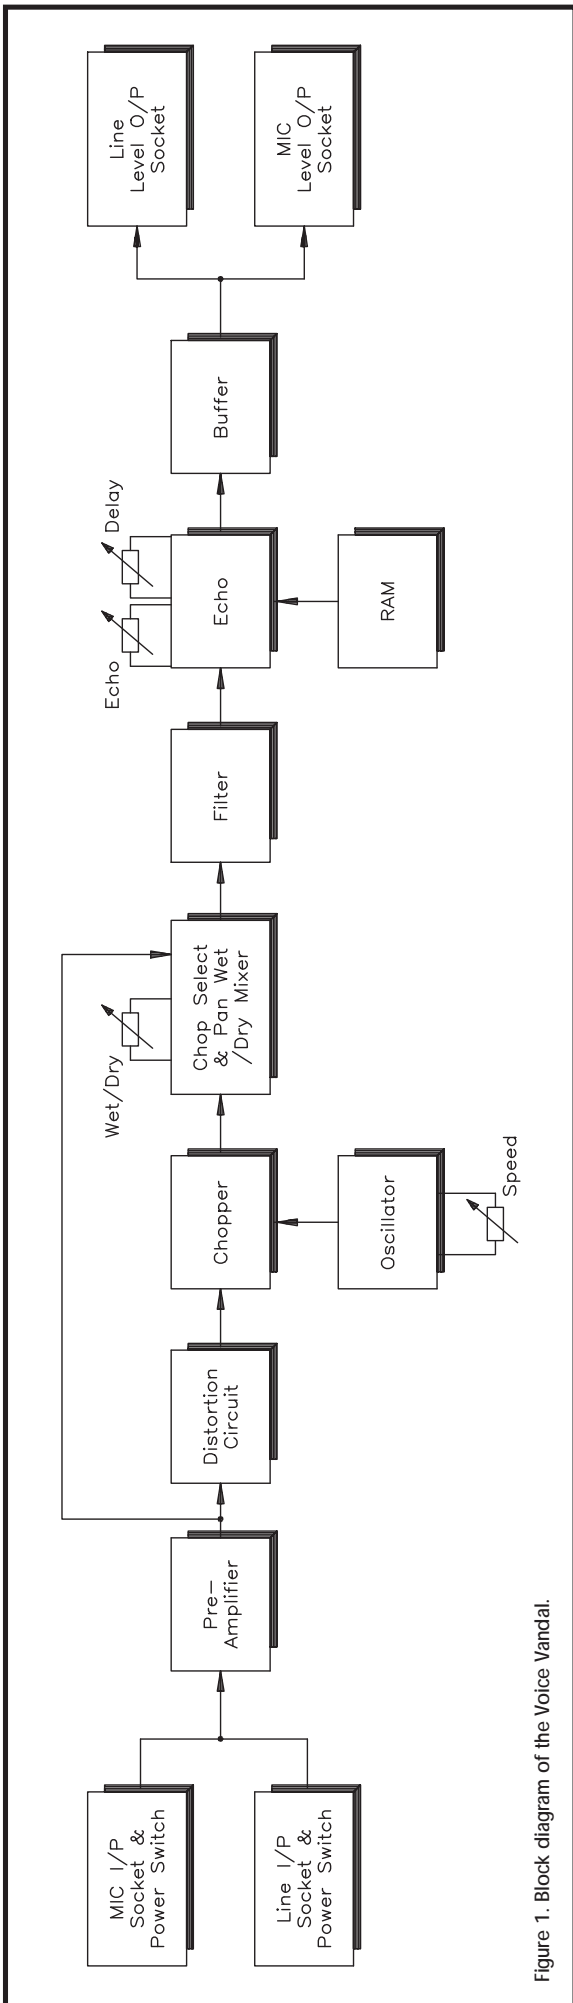 MIC I/P
Socket &
Power Switch
Line I/P
Socket &
Power Switch
Pre-
Amplifier
Distortion
Circuit
Chopper
Oscillator
Speed
Wet/Dry
Chop Select
& Pan Wet
/Dry Mixer
Filter
Echo
Delay
Echo
RAM
Buffer
Line
Level O/P
Socket
MIC
Level O/P
Socket
Figure 1. Block diagram of the Voice Vandal.